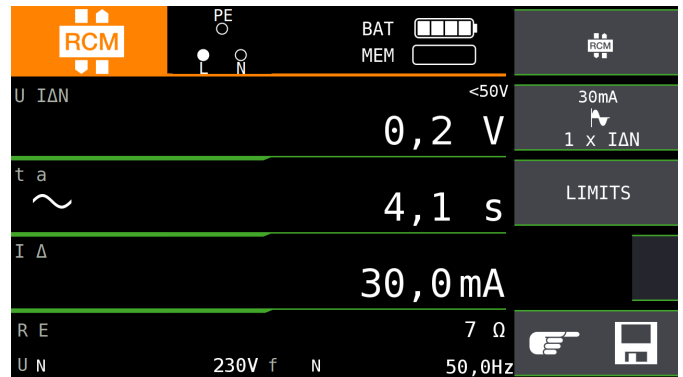 RCM
PE
L N
BAT
MEM
RCM
U IΔN
<50V
0,2 V
30mA
1 x IΔN
t a
4,1 s
LIMITS
I Δ
30,0mA
R E
7 Ω
U N 230V f N 50,0Hz